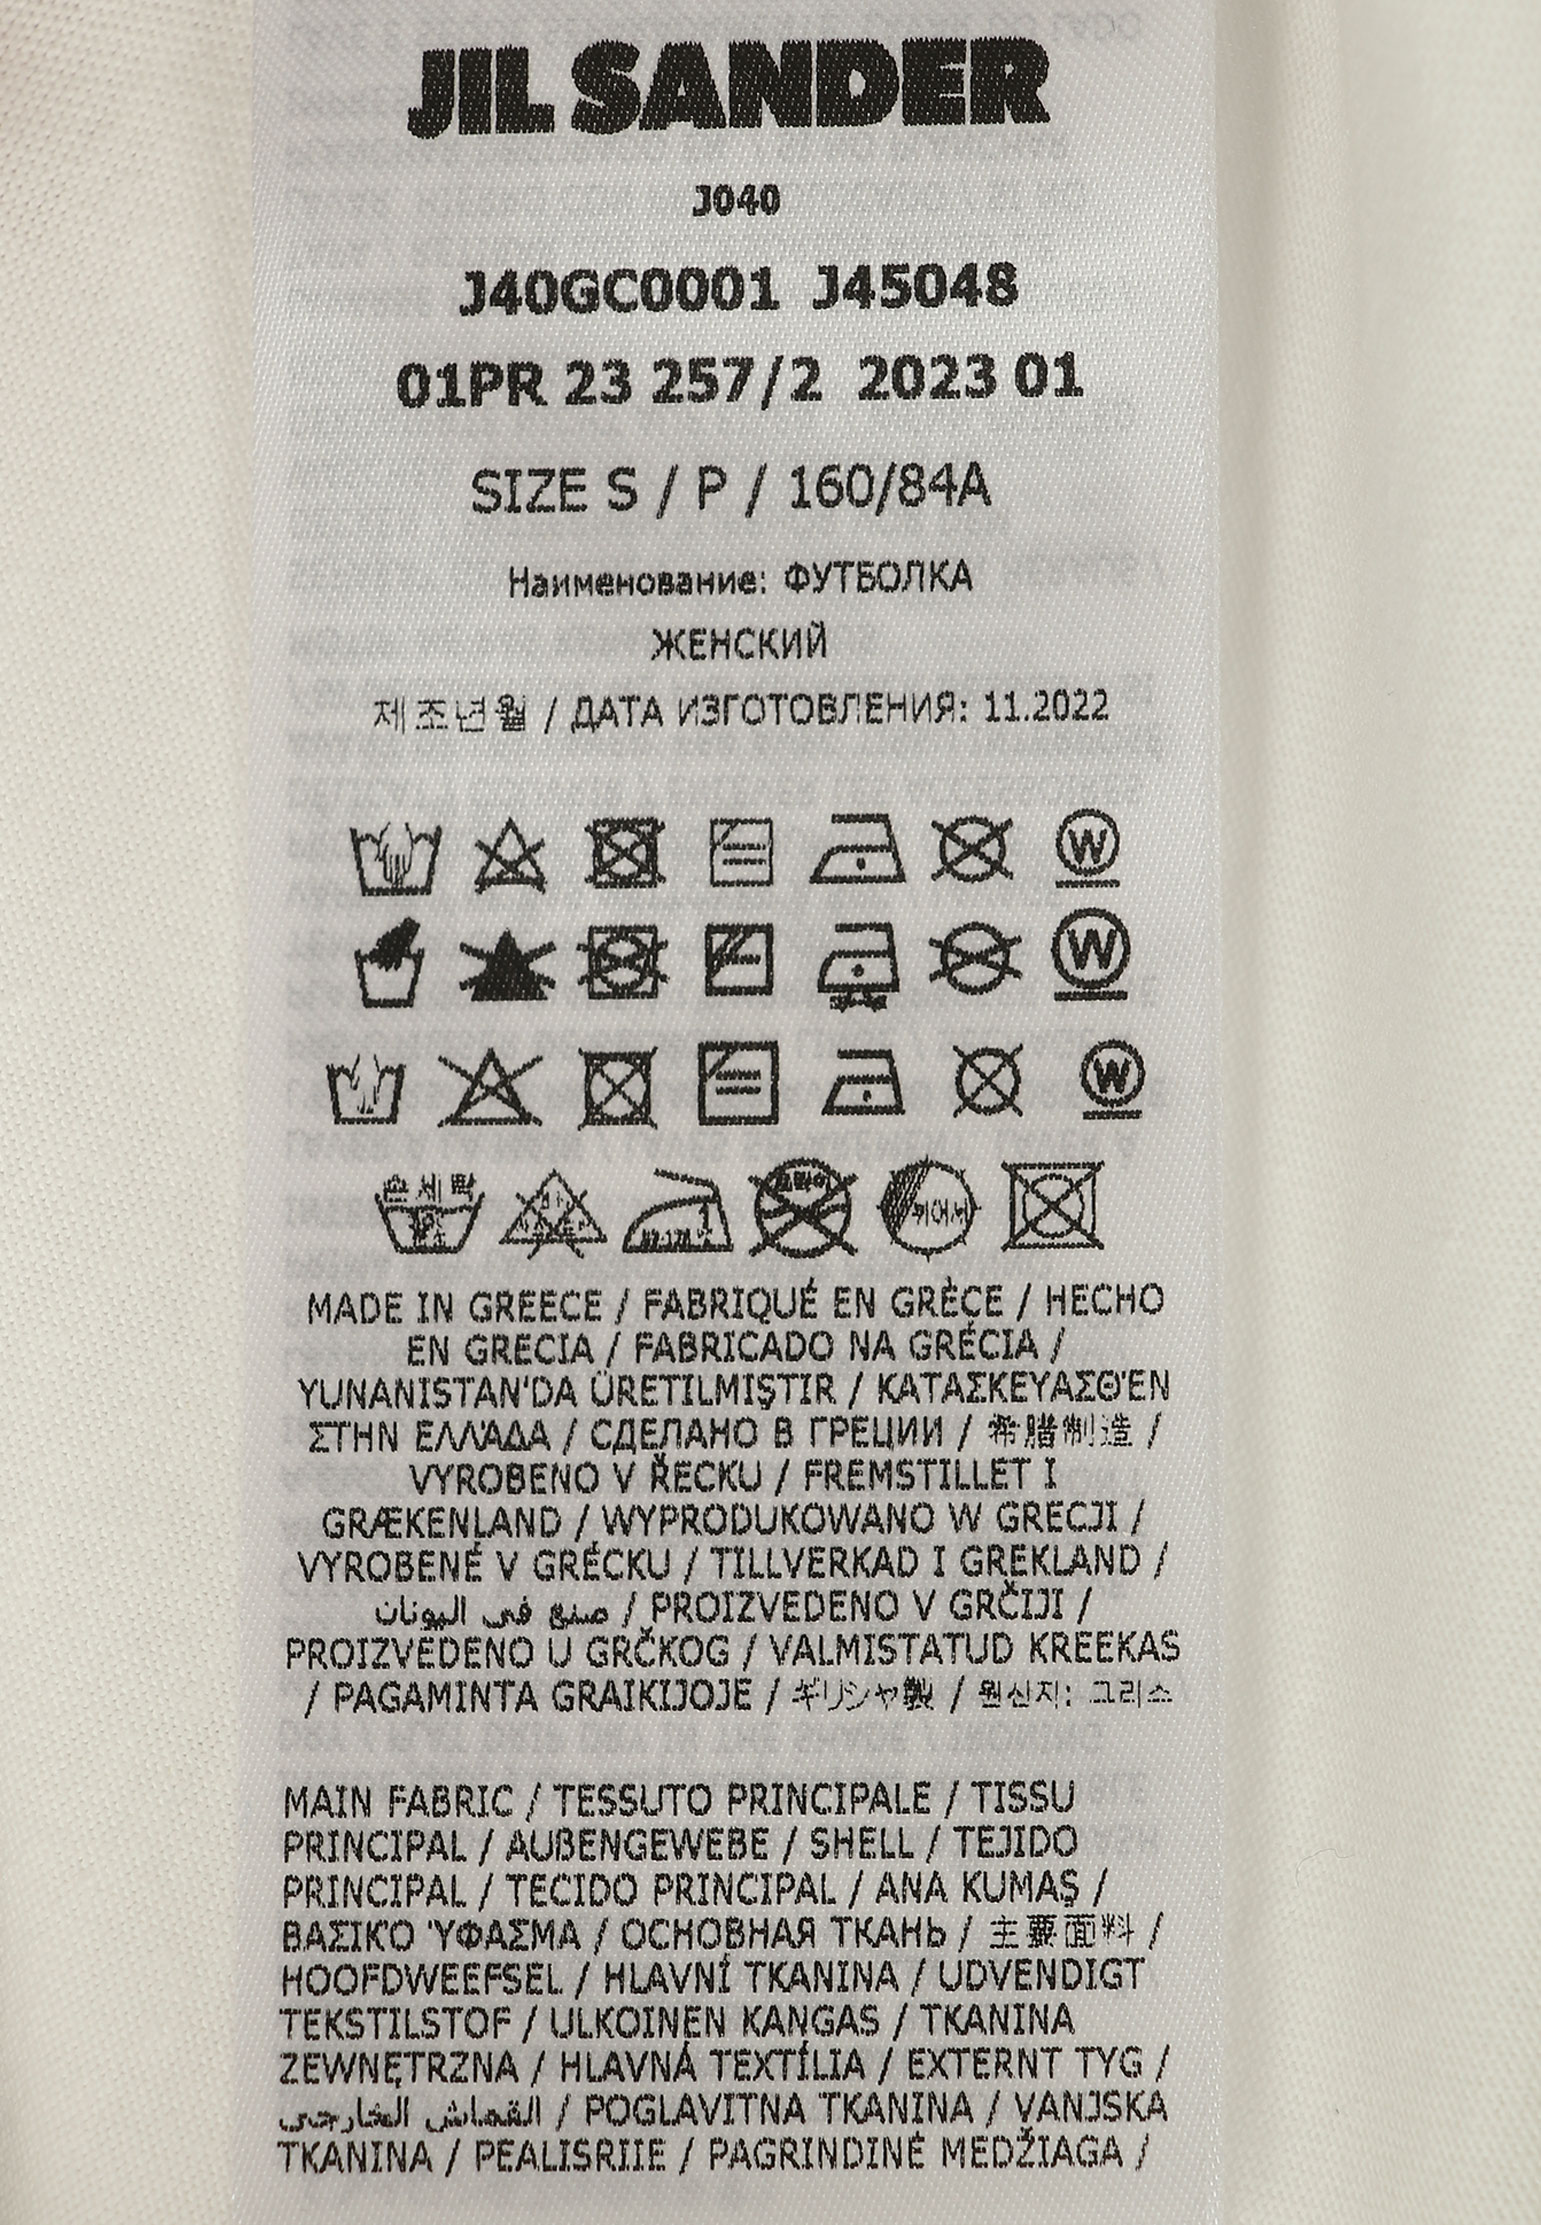 JIL SANDER
J040
J40GC0001 J45048
01PR 23 257/2 2023 01
SIZE S / P / 160/84A
Наименование: ФУТБОЛКА
ЖЕНСКИЙ
제조년월 / ДАТА ИЗГОТОВЛЕНИЯ: 11.2022
W
W
W
손세탁
MADE IN GREECE / FABRIQUÉ EN GRÈCE / HECHO
EN GRECIA / FABRICADO NA GRÉCIA /
YUNANISTAN'DA ÜRETILMIŞTIR / ΚΑΤΑΣΚΕΥΑΣΘΈΝ
ΣΤΗΝ ΕΛΛΆΔΑ / СДЕЛАНО В ГРЕЦИИ / 希腊制造 /
VYROBENO V ŘECKU / FREMSTILLET I
GRÆKENLAND / WYPRODUKOWANO W GRECJI /
VYROBENÉ V GRÉCKU / TILLVERKAD I GREKLAND /
صنع في اليونان / PROIZVEDENO V GRČIJI /
PROIZVEDENO U GRČKOG / VALMISTATUD KREEKAS
/ PAGAMINTA GRAIKIJOJE / ギリシャ製 / 원산지: 그리스
MAIN FABRIC / TESSUTO PRINCIPALE / TISSU
PRINCIPAL / AUßENGEWEBE / SHELL / TEJIDO
PRINCIPAL / TECIDO PRINCIPAL / ANA KUMAŞ /
ΒΑΣΙΚΌ ΎΦΑΣΜΑ / ОСНОВНАЯ ТКАНЬ / 主要面料 /
HOOFDWEEFSEL / HLAVNÍ TKANINA / UDVENDIGT
TEKSTILSTOF / ULKOINEN KANGAS / TKANINA
ZEWNĘTRZNA / HLAVNÁ TEXTÍLIA / EXTERNT TYG /
القماش الخارجي / POGLAVITNA TKANINA / VANJSKA
TKANINA / PEALISRIIE / PAGRINDINĖ MEDŽIAGA /